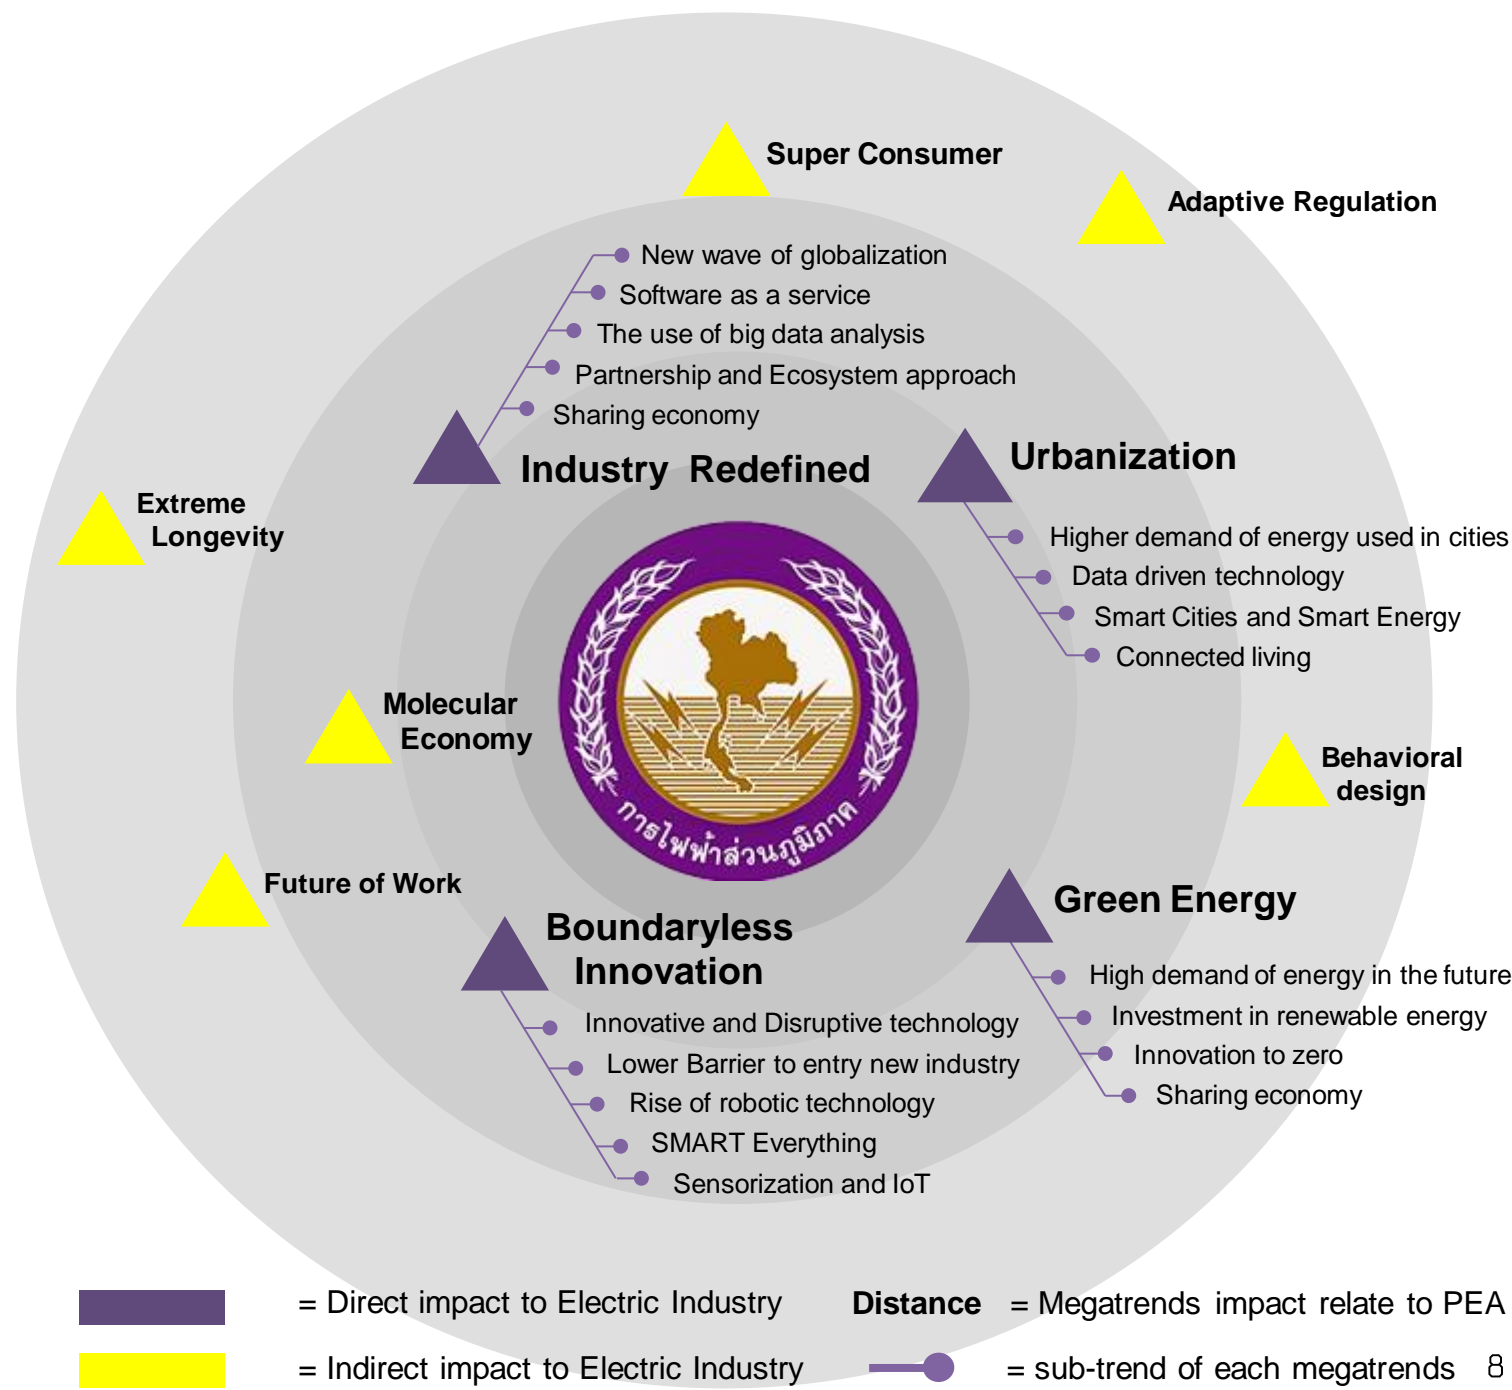 Super Consumer
Adaptive Regulation
New wave of globalization
Software as a service
The use of big data analysis
Partnership and Ecosystem approach
Sharing economy
Industry Redefined
Urbanization
Higher demand of energy used in cities
Data driven technology
Smart Cities and Smart Energy
Connected living
Extreme
Longevity
Molecular
Economy
การไฟฟ้าส่วนภูมิภาค
Behavioral
design
Future of Work
Green Energy
High demand of energy in the future
Investment in renewable energy
Innovation to zero
Sharing economy
Boundaryless
Innovation
Innovative and Disruptive technology
Lower Barrier to entry new industry
Rise of robotic technology
SMART Everything
Sensorization and IoT
= Direct impact to Electric Industry
Distance = Megatrends impact relate to PEA
= Indirect impact to Electric Industry
= sub-trend of each megatrends
8